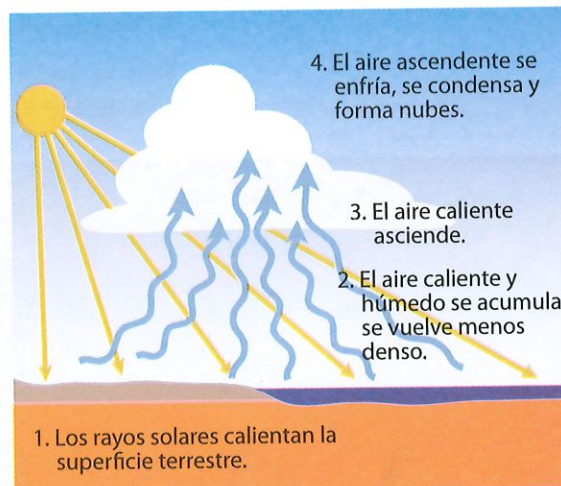 4. El aire ascendente se
enfría, se condensa y
forma nubes.
3. El aire caliente
asciende.
2. El aire caliente y
húmedo se acumula
se vuelve menos
denso.
1. Los rayos solares calientan la
superficie terrestre.